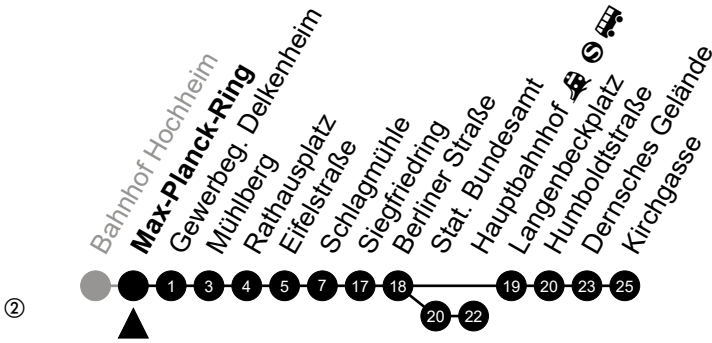 Bahnhof Hochheim
Max-Planck-Ring
Gewerbeg. Delkenheim
Mühlberg
Rathausplatz
Eifelstraße
Schlagmühle
Siegfriedring
Berliner Straße
Stat. Bundesamt
Hauptbahnhof S
Langenbeckplatz
Humboldtstraße
Dernsches Gelände
Kirchgasse
② 1 3 4 5 7 17 18 19 20 23 25
20 22